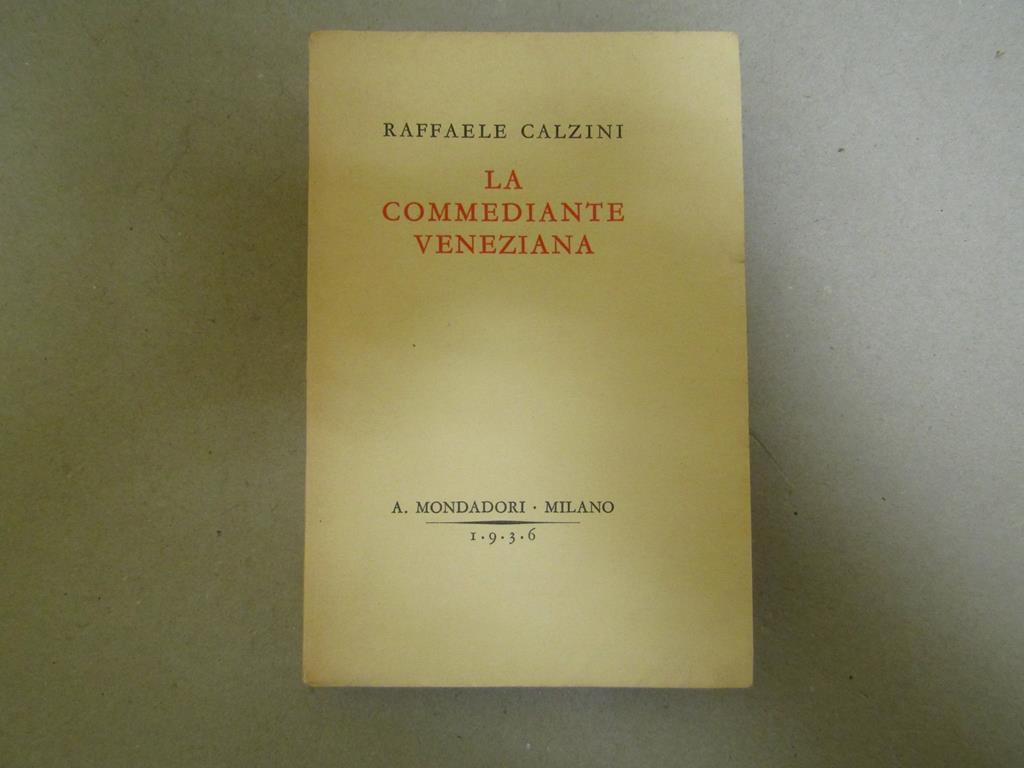 RAFFAELE CALZINI
LA
COMMEDIANTE
VENEZIANA
A. MONDADORI · MILANO
1·9·3·6